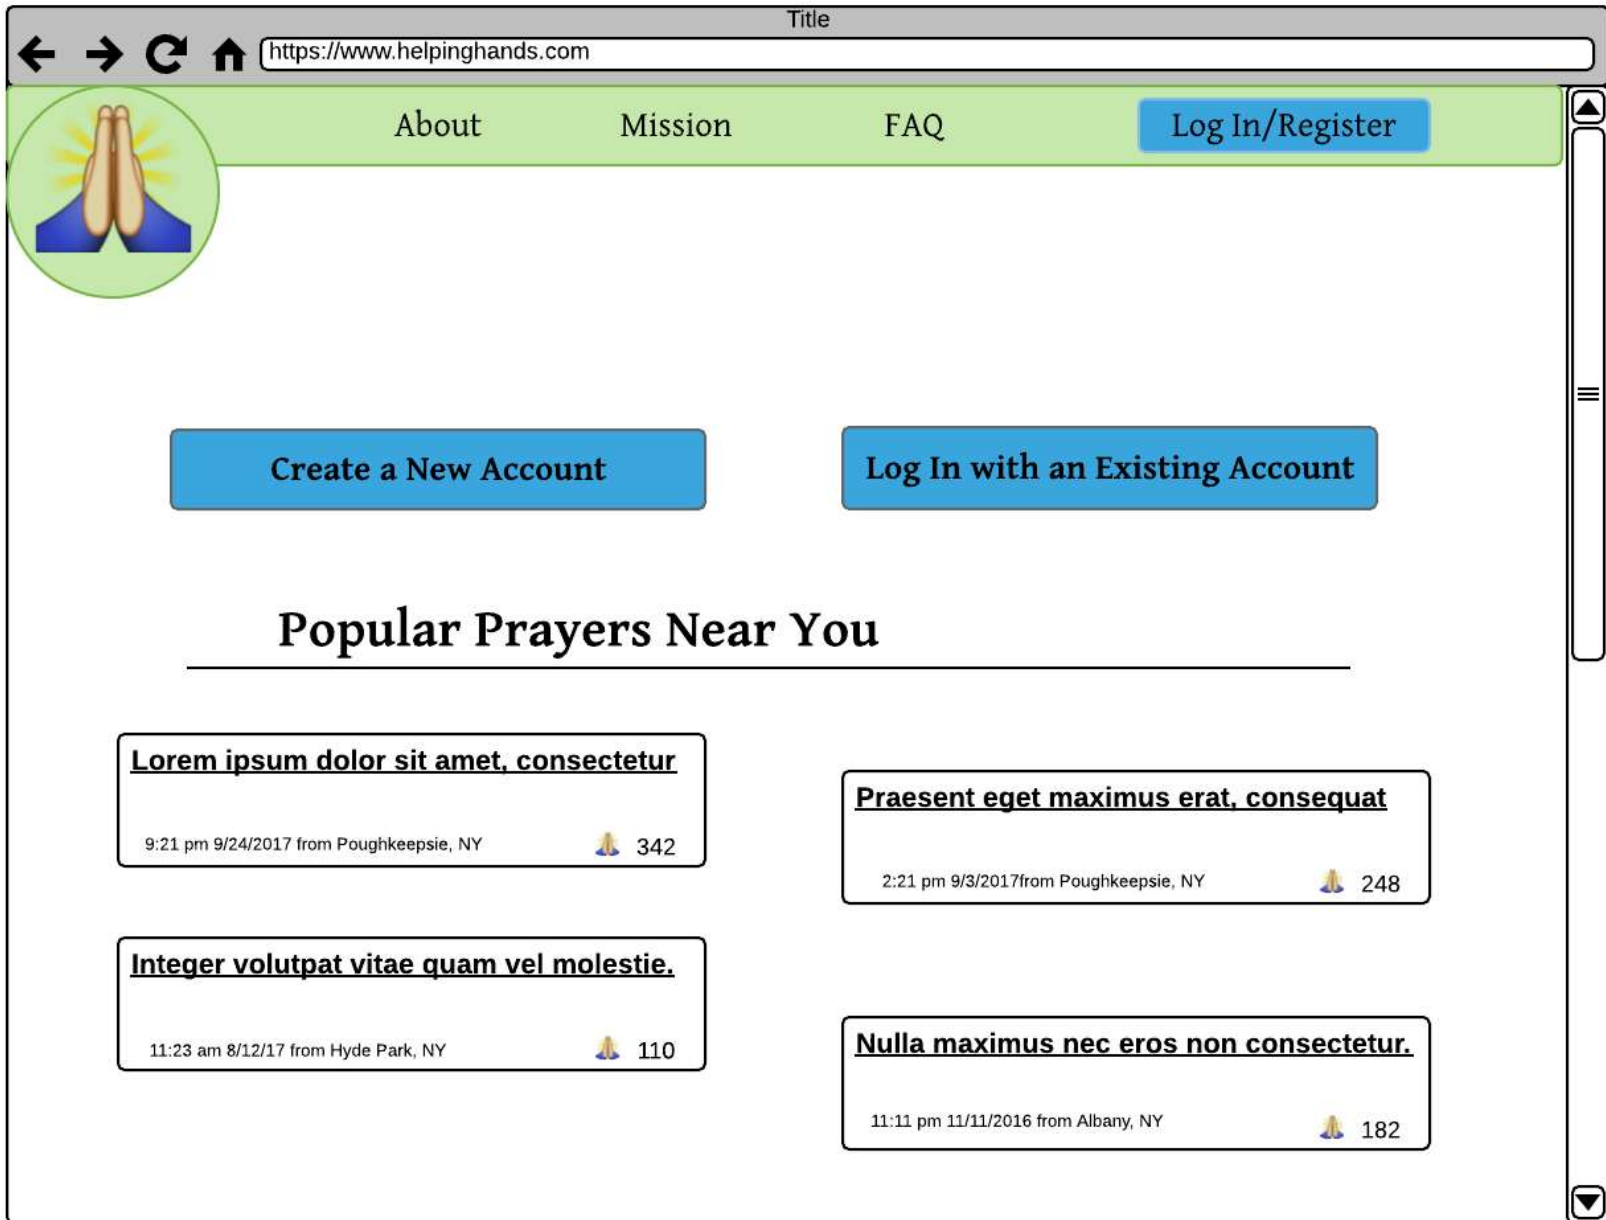 Title
https://www.helpinghands.com
About Mission FAQ Log In/Register
Create a New Account
Log In with an Existing Account
Popular Prayers Near You
Lorem ipsum dolor sit amet, consectetur
9:21 pm 9/24/2017 from Poughkeepsie, NY 342
Praesent eget maximus erat, consequat
2:21 pm 9/3/2017from Poughkeepsie, NY 248
Integer volutpat vitae quam vel molestie.
11:23 am 8/12/17 from Hyde Park, NY 110
Nulla maximus nec eros non consectetur.
11:11 pm 11/11/2016 from Albany, NY 182